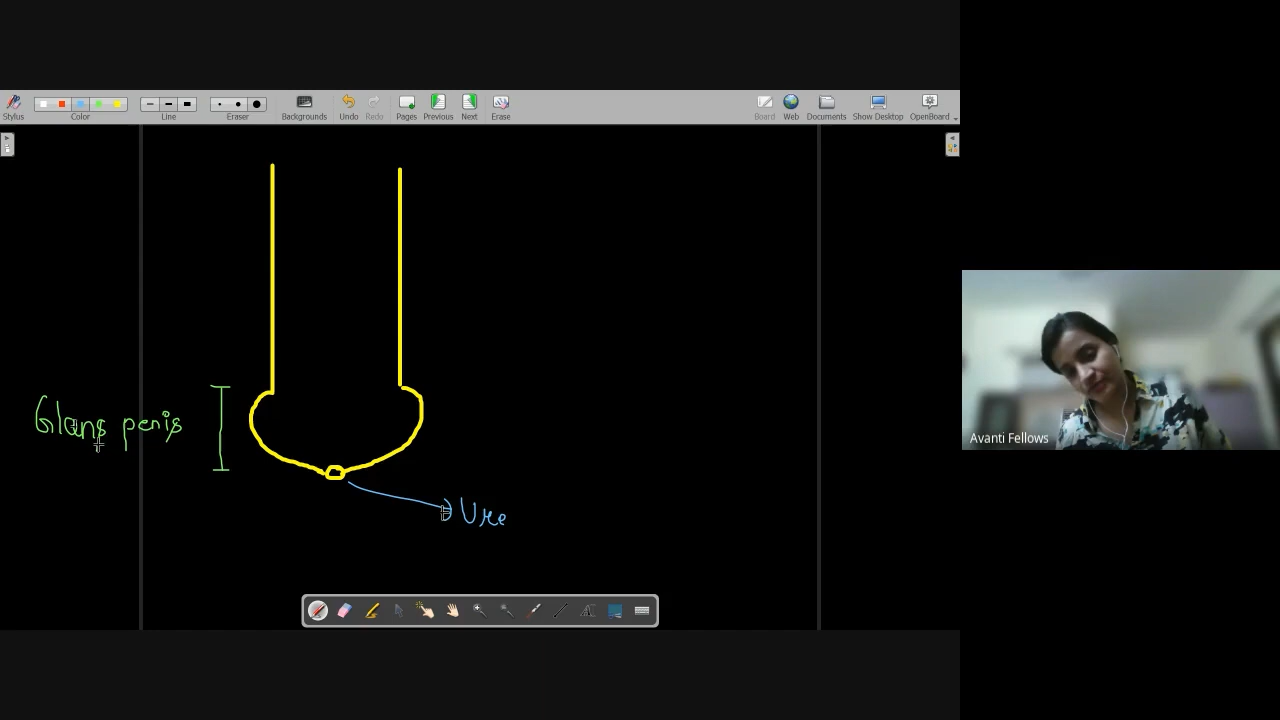 Stylus
Color
Line
Eraser
Backgrounds
Undo
Redo
Pages
Previous
Next
Erase
Board
Web
Documents
Show Desktop
OpenBoard
Glans penis
Ure
Avanti Fellows